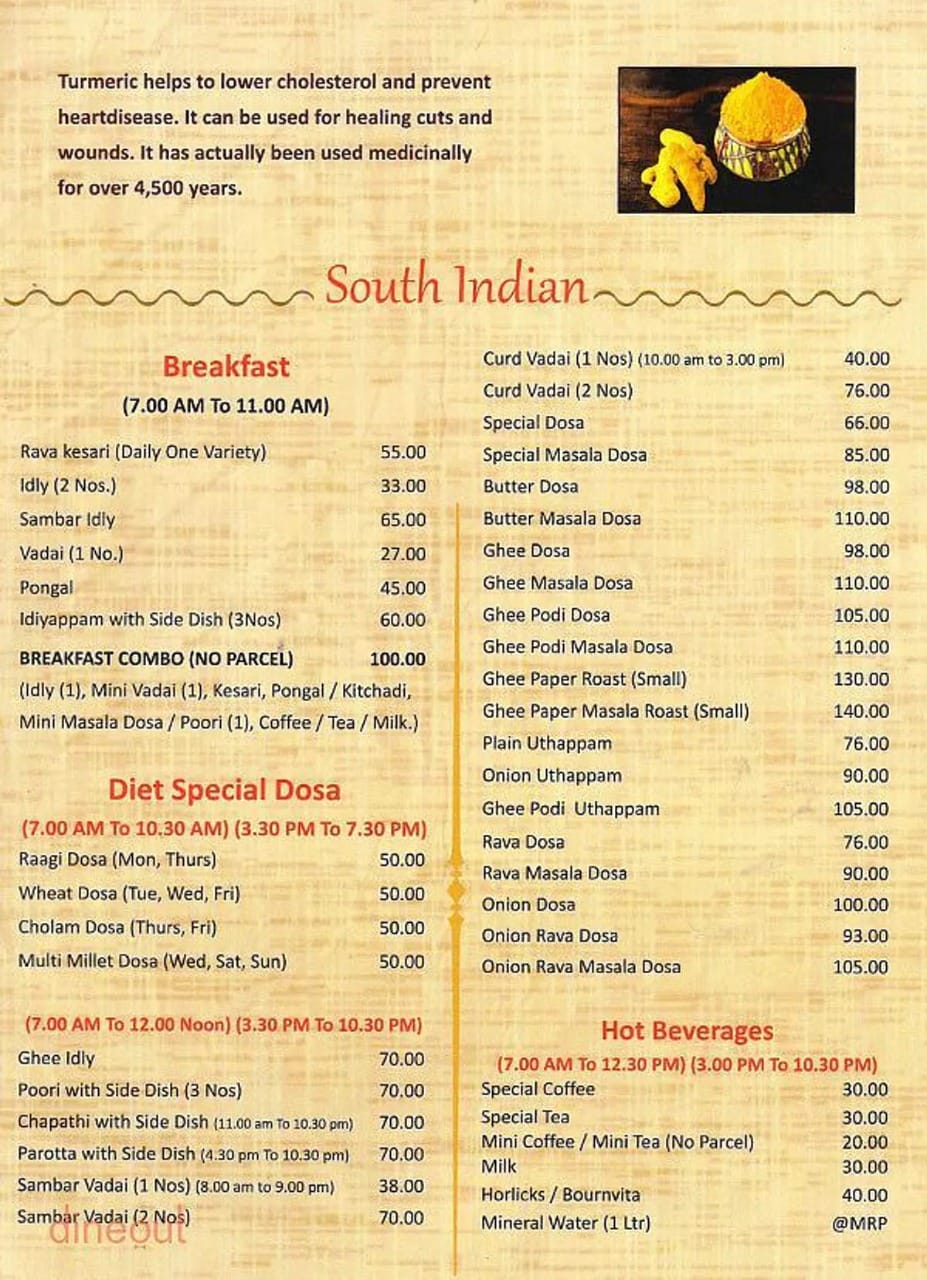 Turmeric helps to lower cholesterol and prevent
heartdisease. It can be used for healing cuts and
wounds. It has actually been used medicinally
for over 4,500 years.
South Indian
Breakfast
(7.00 AM To 11.00 AM)
Rava kesari (Daily One Variety) 55.00
Idly (2 Nos.) 33.00
Sambar Idly 65.00
Vadai (1 No.) 27.00
Pongal 45.00
Idiyappam with Side Dish (3Nos) 60.00
BREAKFAST COMBO (NO PARCEL) 100.00
(Idly (1), Mini Vadai (1), Kesari, Pongal / Kitchadi,
Mini Masala Dosa / Poori (1), Coffee / Tea / Milk.)
Diet Special Dosa
(7.00 AM To 10.30 AM) (3.30 PM To 7.30 PM)
Raagi Dosa (Mon, Thurs) 50.00
Wheat Dosa (Tue, Wed, Fri) 50.00
Cholam Dosa (Thurs, Fri) 50.00
Multi Millet Dosa (Wed, Sat, Sun) 50.00
(7.00 AM To 12.00 Noon) (3.30 PM To 10.30 PM)
Ghee Idly 70.00
Poori with Side Dish (3 Nos) 70.00
Chapathi with Side Dish (11.00 am To 10.30 pm) 70.00
Parotta with Side Dish (4.30 pm To 10.30 pm) 70.00
Sambar Vadai (1 Nos) (8.00 am to 9.00 pm) 38.00
Sambar Vadai (2 Nos) 70.00
dineout
Curd Vadai (1 Nos) (10.00 am to 3.00 pm) 40.00
Curd Vadai (2 Nos) 76.00
Special Dosa 66.00
Special Masala Dosa 85.00
Butter Dosa 98.00
Butter Masala Dosa 110.00
Ghee Dosa 98.00
Ghee Masala Dosa 110.00
Ghee Podi Dosa 105.00
Ghee Podi Masala Dosa 110.00
Ghee Paper Roast (Small) 130.00
Ghee Paper Masala Roast (Small) 140.00
Plain Uthappam 76.00
Onion Uthappam 90.00
Ghee Podi Uthappam 105.00
Rava Dosa 76.00
Rava Masala Dosa 90.00
Onion Dosa 100.00
Onion Rava Dosa 93.00
Onion Rava Masala Dosa 105.00
Hot Beverages
(7.00 AM To 12.30 PM) (3.00 PM To 10.30 PM)
Special Coffee 30.00
Special Tea 30.00
Mini Coffee / Mini Tea (No Parcel) 20.00
Milk 30.00
Horlicks / Bournvita 40.00
Mineral Water (1 Ltr) @MRP